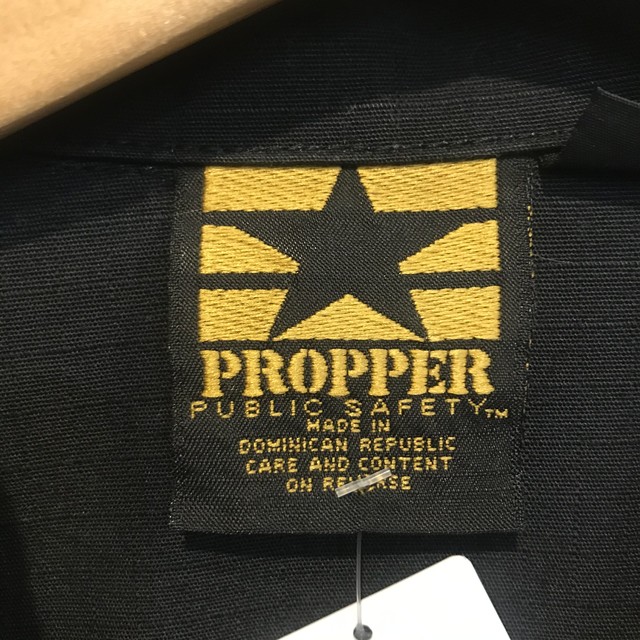 PROPPER
PUBLIC SAFETY™
MADE IN
DOMINICAN REPUBLIC
CARE AND CONTENT
ON REVERSE